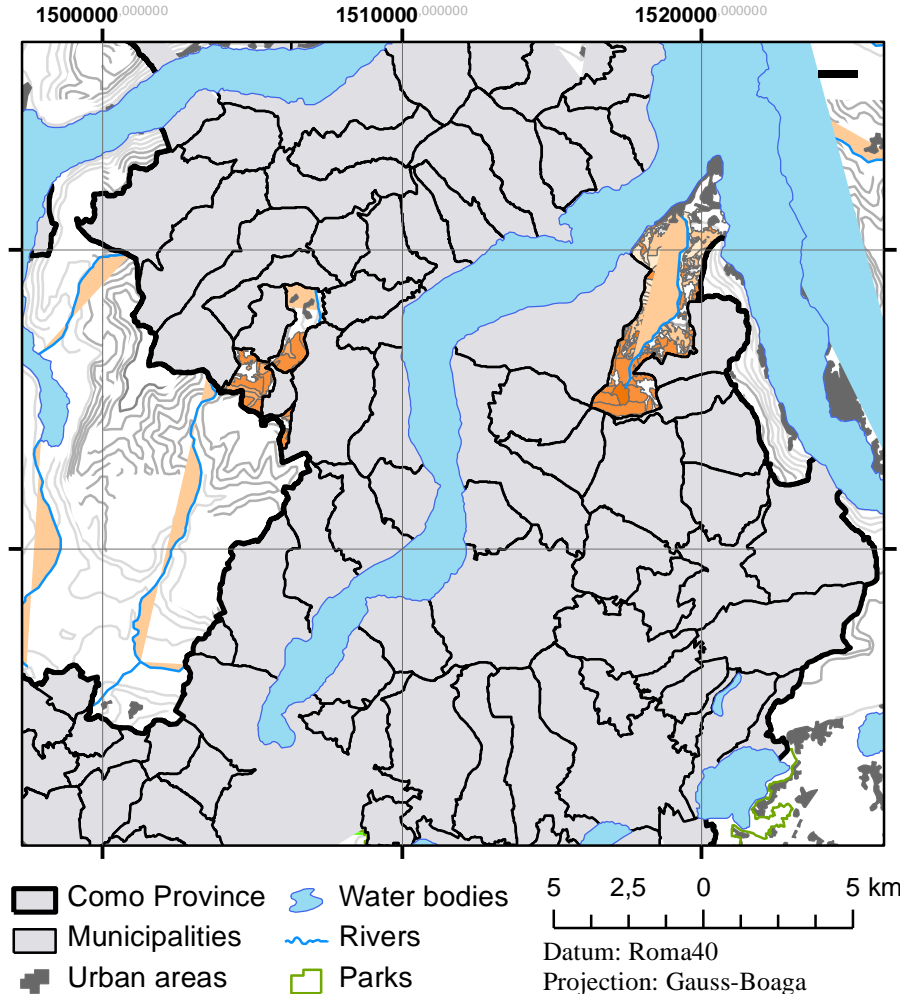 1500000,000000 1510000,000000 1520000,000000
Como Province Water bodies 5 2,5 0 5 km
Municipalities Rivers
Urban areas Parks
Datum: Roma40
Projection: Gauss-Boaga